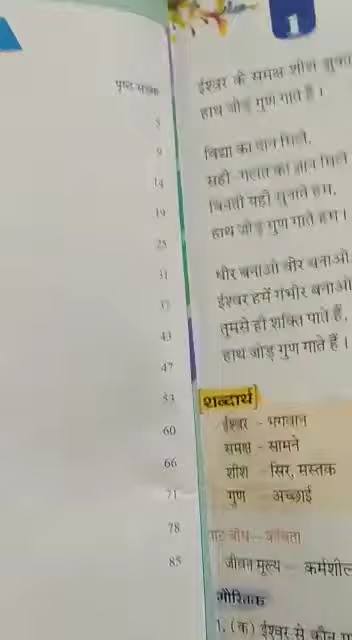 पृष्ठ संख्या
5
9
14
19
25
31
37
43
47
53
60
66
71
78
85
1
ईश्वर के समक्ष शीश झुका
हाथ जोड़ गुण गाते हैं।
विद्या का दान मिले,
सही गलत का ज्ञान मिले
विनती यही सुनाते हम,
हाथ जोड़ गुण गाते हम।
धीर बनाओ वीर बनाओ
ईश्वर हमें गंभीर बनाओ
तुमसे ही शक्ति पाते हैं,
हाथ जोड़ गुण गाते हैं।
शब्दार्थ
ईश्वर - भगवान
समक्ष - सामने
शीश - सिर, मस्तक
गुण - अच्छाई
पाठ बोध - कविता
जीवन मूल्य - कर्मशील
मौखिक
1. (क) ईश्वर से कौन